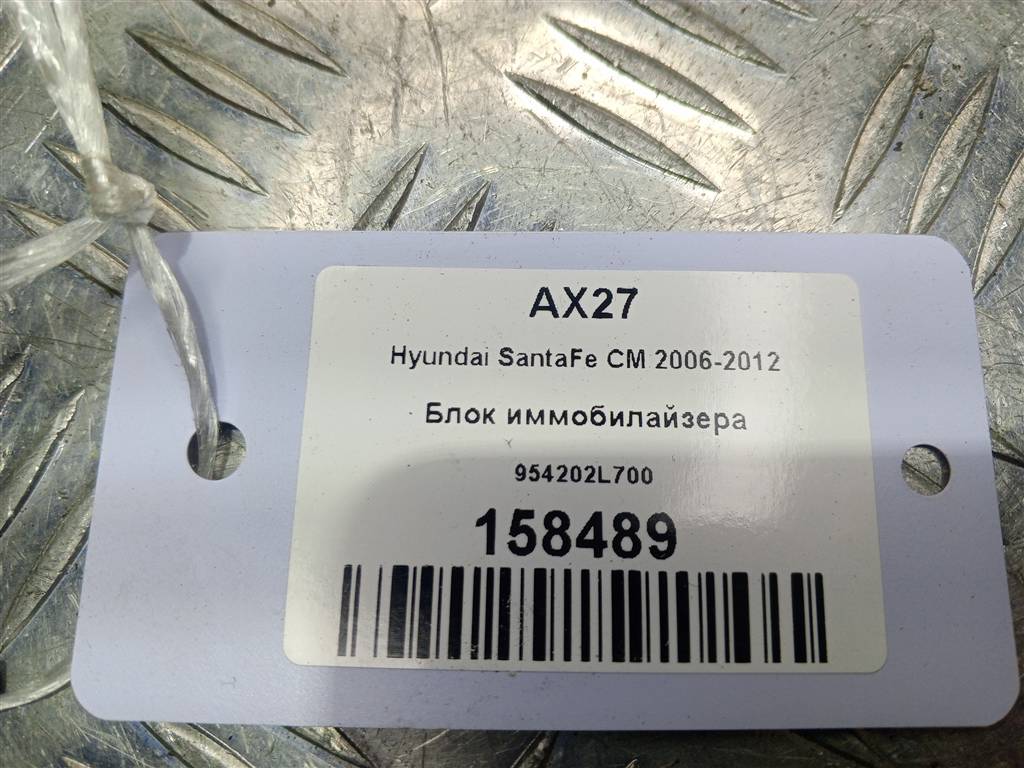 AX27
Hyundai SantaFe CM 2006-2012
Блок иммобилайзера
954202L700
158489